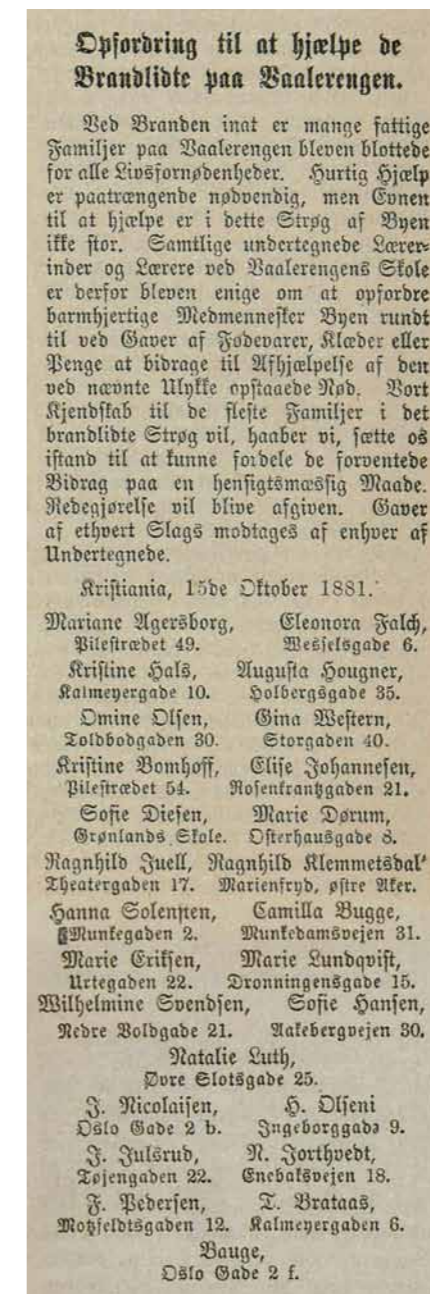 Opfordring til at hjælpe de
Brandlidte paa Vaalerengen.
Ved Branden inat er mange fattige
Familjer paa Vaalerengen bleven blottede
for alle Livsfornødenheder. Hurtig Hjælp
er paatrængende nødvendig, men Evnen
til at hjælpe er i dette Strøg af Byen
ikke stor. Samtlige undertegnede Lærer-
inder og Lærere ved Vaalerengens Skole
er derfor bleven enige om at opfordre
barmhjertige Medmennesker Byen rundt
til ved Gaver af Fødevarer, Klæder eller
Penge at bidrage til Afhjælpelse af den
ved nævnte Ulykke opstaaede Nød. Vort
Kjendskab til de fleste Familjer i det
brandlidte Strøg vil, haaber vi, sætte os
istand til at kunne fordele de forventede
Bidrag paa en hensigtsmæssig Maade.
Redegjørelse vil blive afgiven. Gaver
af ethvert Slags modtages af enhver af
Undertegnede.
Kristiania, 15de Oktober 1881.
Mariane Agersborg, Eleonora Falch,
Pilestrædet 49. Wesselsgade 6.
Kristine Hals, Augusta Hougner,
Kalmeyergade 10. Holbergsgade 35.
Omine Olsen, Gina Western,
Toldbodgaden 30. Storgaden 40.
Kristine Bomhoff, Elise Johannesen,
Pilestrædet 54. Rosenkrantzgaden 21.
Sofie Diesen, Marie Dørum,
Grønlands Skole. Osterhausgade 8.
Ragnhild Juell, Ragnhild Klemmetsdal'
Theatergaden 17. Marienfryd, østre Aker.
Hanna Solennen, Camilla Bugge,
Munkegaden 2. Munkedamsveien 31.
Marie Eriksen, Marie Lundqvist,
Urtegaden 22. Dronningensgade 15.
Wilhelmine Svendsen, Sofie Hansen,
Nedre Voldgade 21. Aakebergvejen 30.
Natalie Luth,
Øvre Slotsgade 25.
J. Nicolaisen, H. Olseni
Oslo Gade 2 b. Ingeborggade 9.
J. Julsrud, N. Jorthvedt,
Tøjengaden 22. Enebaksvejen 18.
F. Pedersen, T. Brataas,
Motzfeldtsgaden 12. Kalmeyergaden 6.
Bauge,
Oslo Gade 2 f.